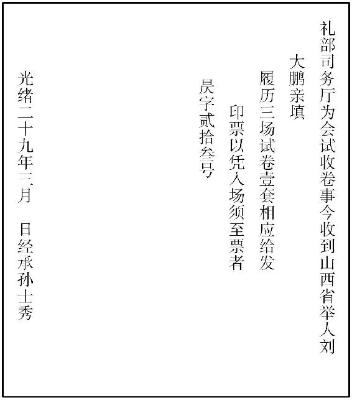 礼部司务厅为会试收卷事今收到山西省举人刘
大鹏亲填
履历三场试卷壹套相应给发
印票以凭入场须至票者
昃字贰拾叁号
光绪二十九年三月　日经承孙士秀